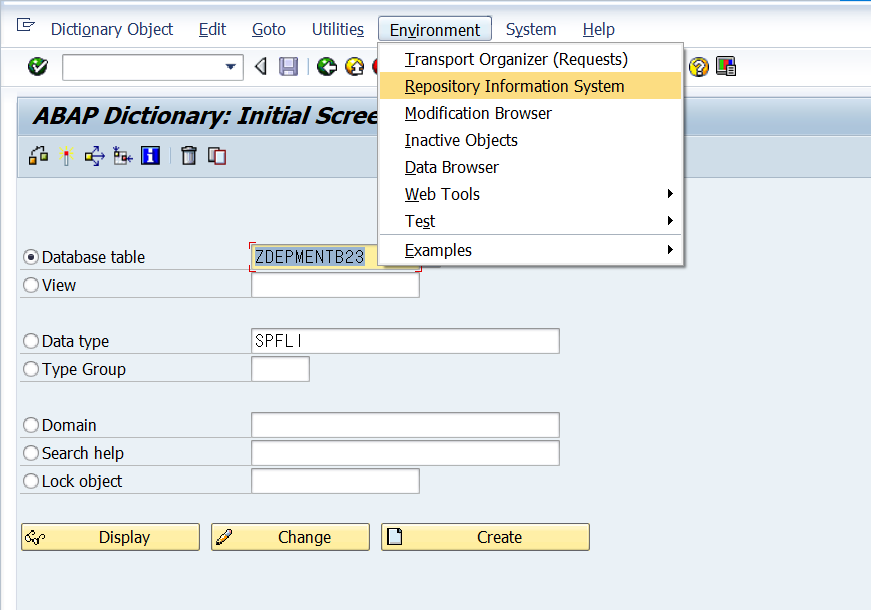 Dictionary Object Edit Goto Utilities Environment System Help
Transport Organizer (Requests)
Repository Information System
Modification Browser
Inactive Objects
Data Browser
Web Tools
Test
Examples
ABAP Dictionary: Initial Scree
Database table ZDEPMENTB23
View
Data type SPFLI
Type Group
Domain
Search help
Lock object
Display Change Create